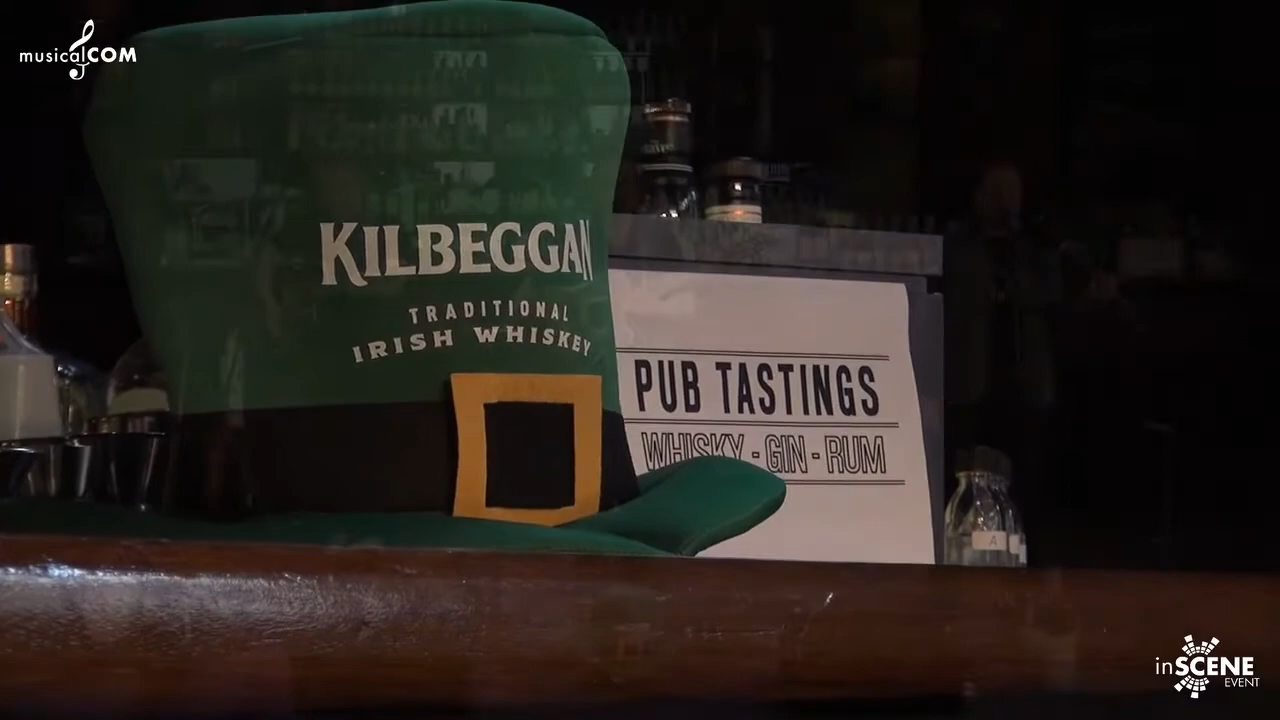 musicalCOM
KILBEGGAN
TRADITIONAL
IRISH WHISKEY
PUB TASTINGS
WHISKY - GIN - RUM
A
inSCENE
EVENT